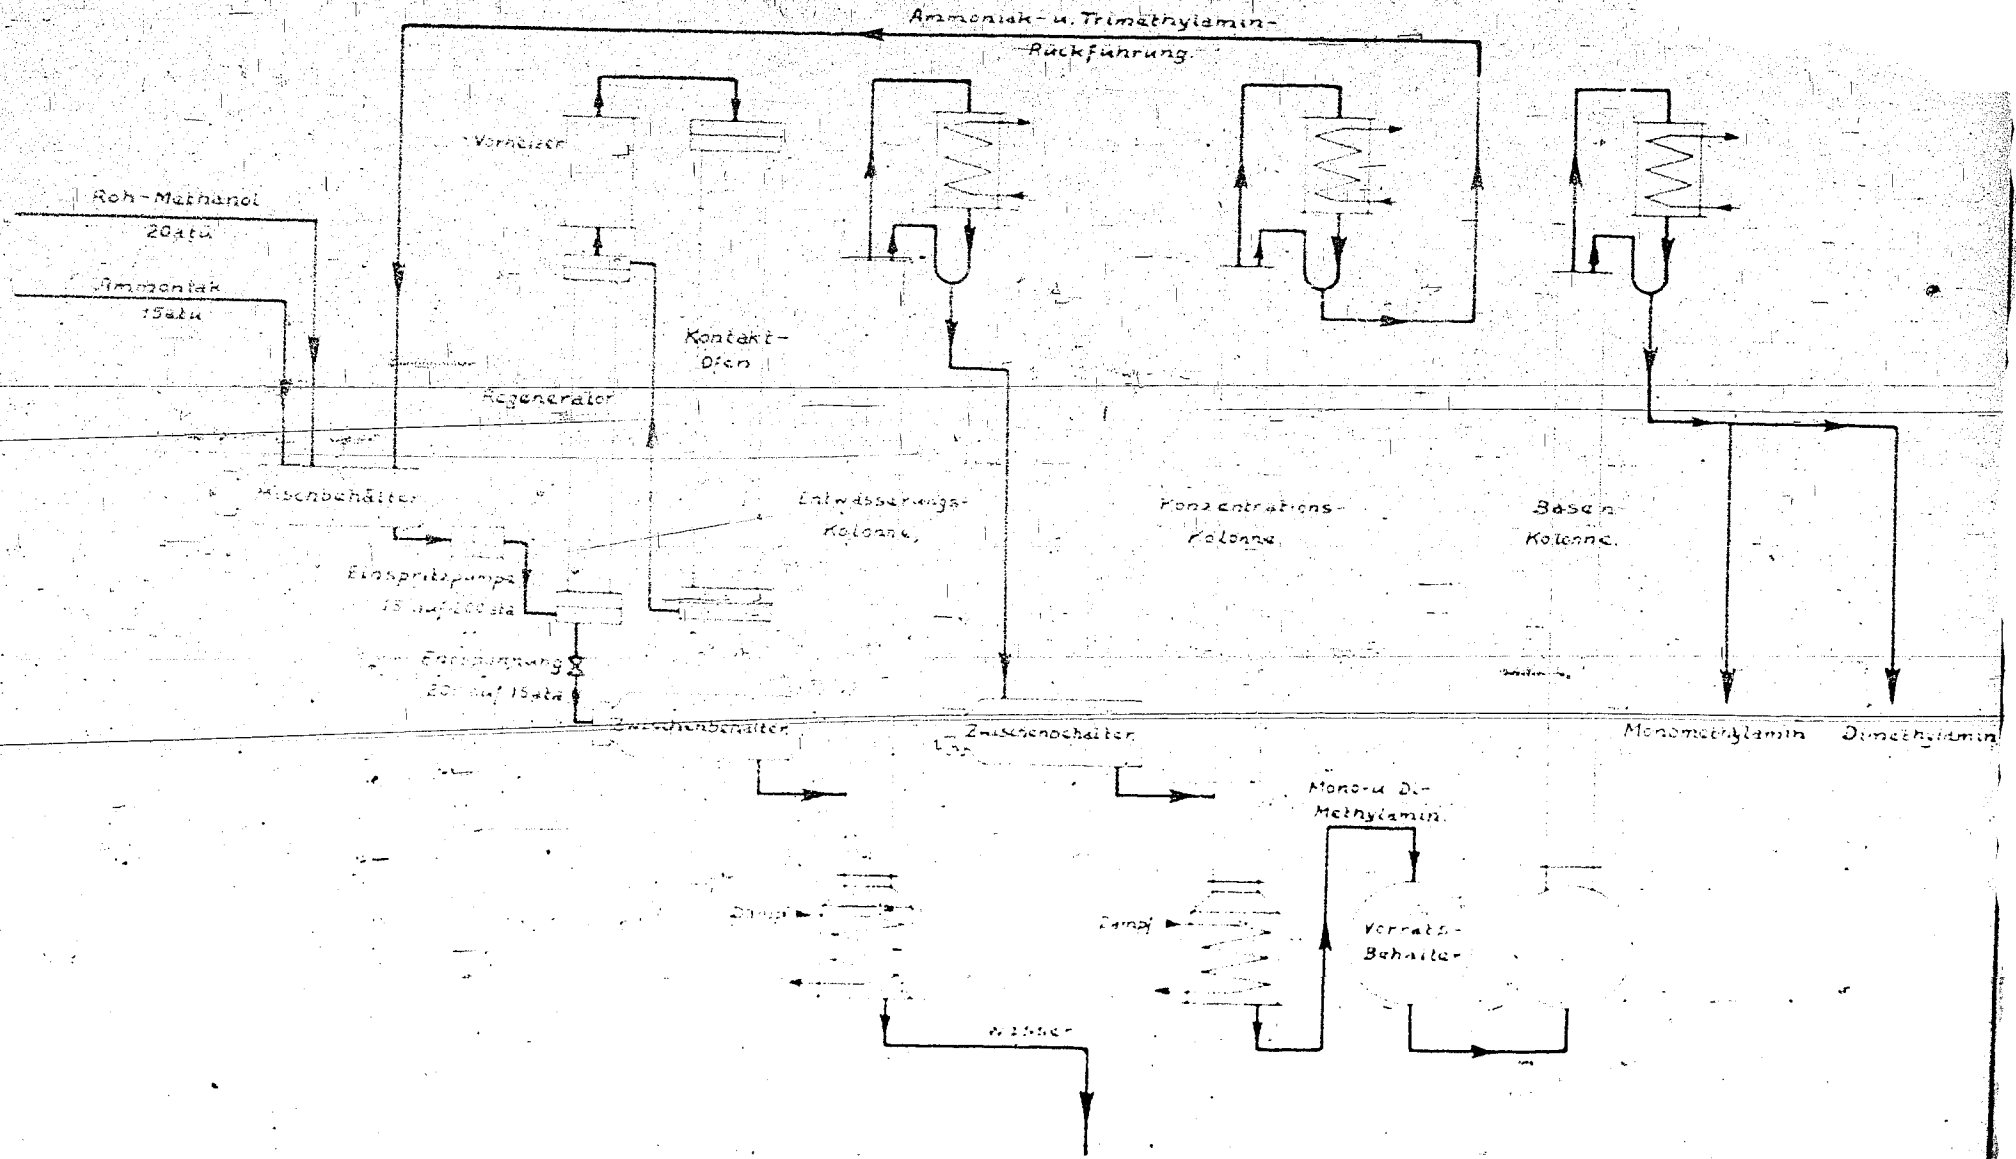 Ammoniak- u. Trimethylamin-
Rückführung.
Vorheizer
Roh-Methanol
20atü
Ammoniak
15atü
Kontakt-
Ofen
Regenerator
Mischbehälter
Entwässerungs-
Kolonne,
Konzentrations-
Kolonne.
Basen-
Kolonne.
Einspritzpumpe
15 auf 200 ata
Entspannung
auf 15ata
Zwischenbehälter
Zwischenbehälter
Monomethylamin
Dimethylamin
Mono-u Di-
Methylamin.
Dampf
Dampf
Vorrats-
Behälter
Wasser